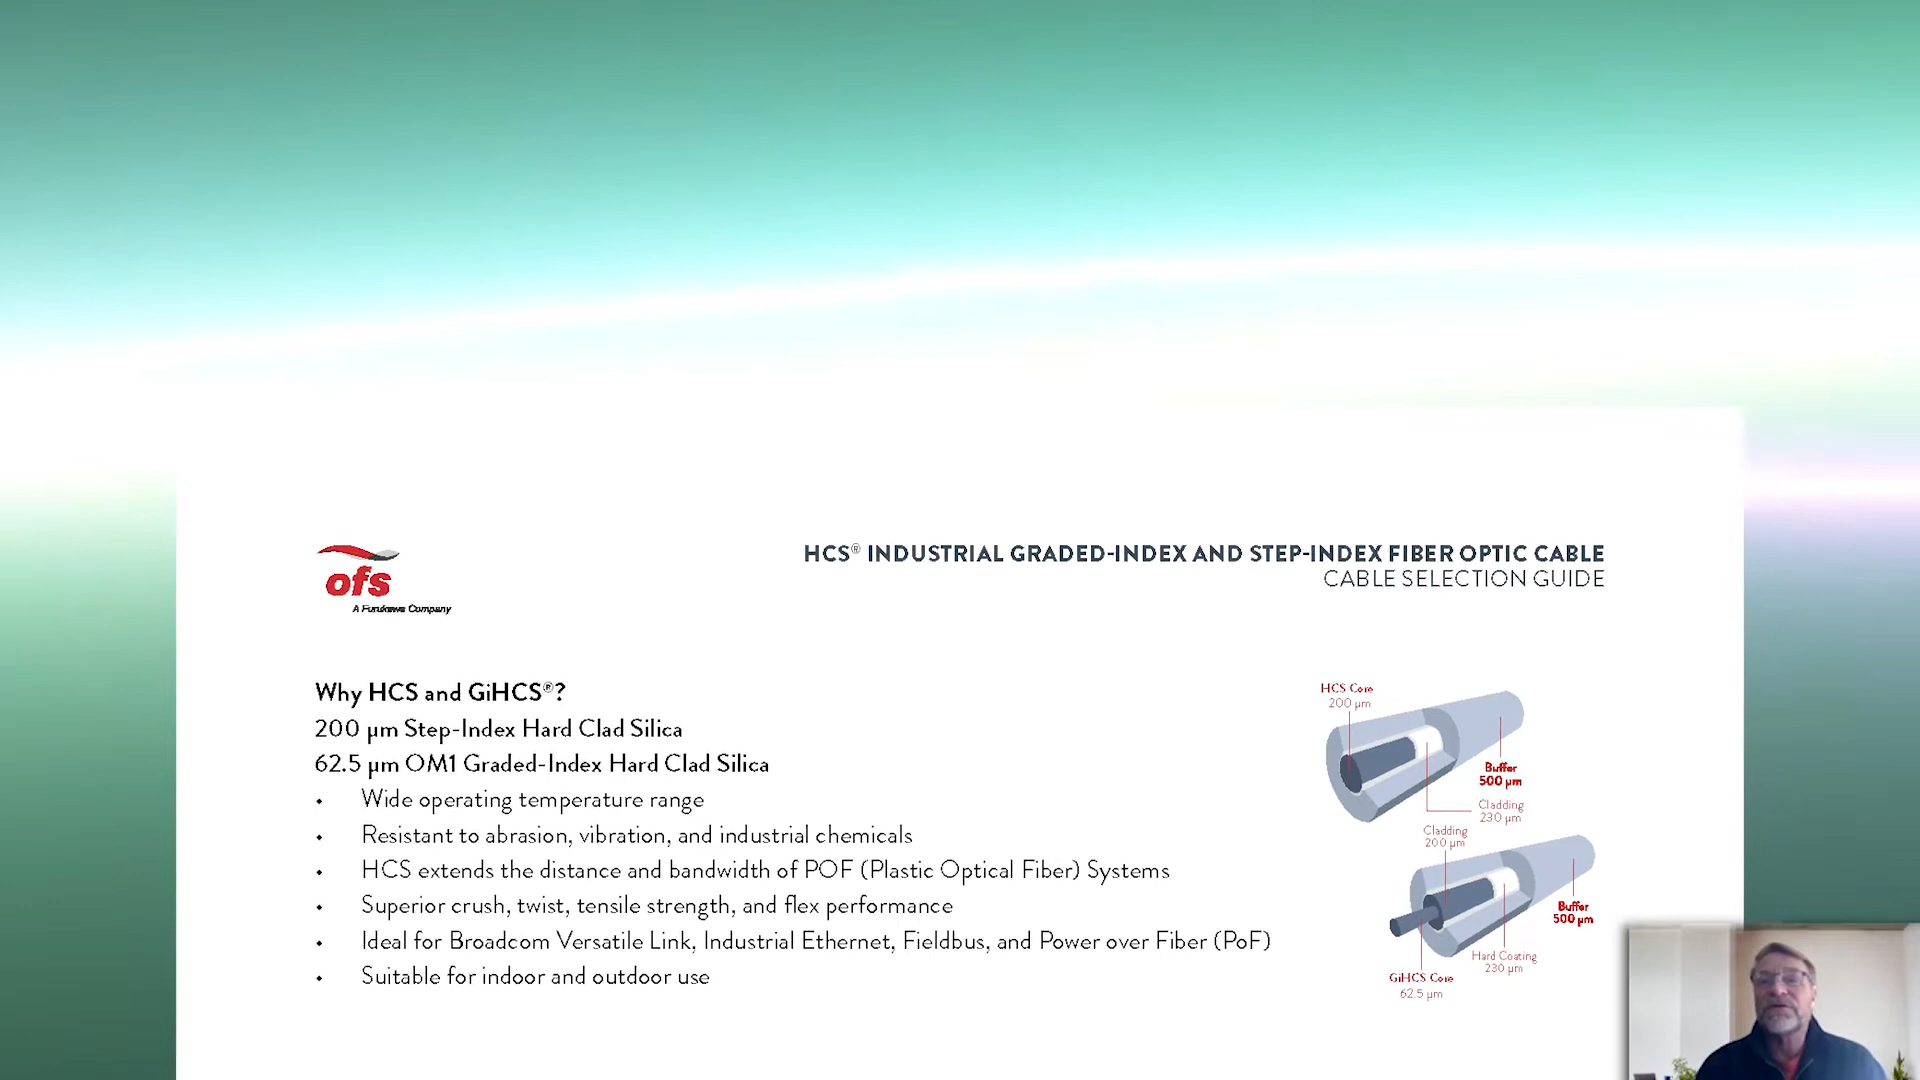 ofs
A Furukawa Company
HCS® INDUSTRIAL GRADED-INDEX AND STEP-INDEX FIBER OPTIC CABLE
CABLE SELECTION GUIDE
Why HCS and GiHCS®?
200 µm Step-Index Hard Clad Silica
62.5 µm OM1 Graded-Index Hard Clad Silica
• Wide operating temperature range
• Resistant to abrasion, vibration, and industrial chemicals
• HCS extends the distance and bandwidth of POF (Plastic Optical Fiber) Systems
• Superior crush, twist, tensile strength, and flex performance
• Ideal for Broadcom Versatile Link, Industrial Ethernet, Fieldbus, and Power over Fiber (PoF)
• Suitable for indoor and outdoor use
HCS Core
200 µm
Buffer
500 µm
Cladding
230 µm
Cladding
200 µm
Buffer
500 µm
Hard Coating
230 µm
GiHCS Core
62.5 µm